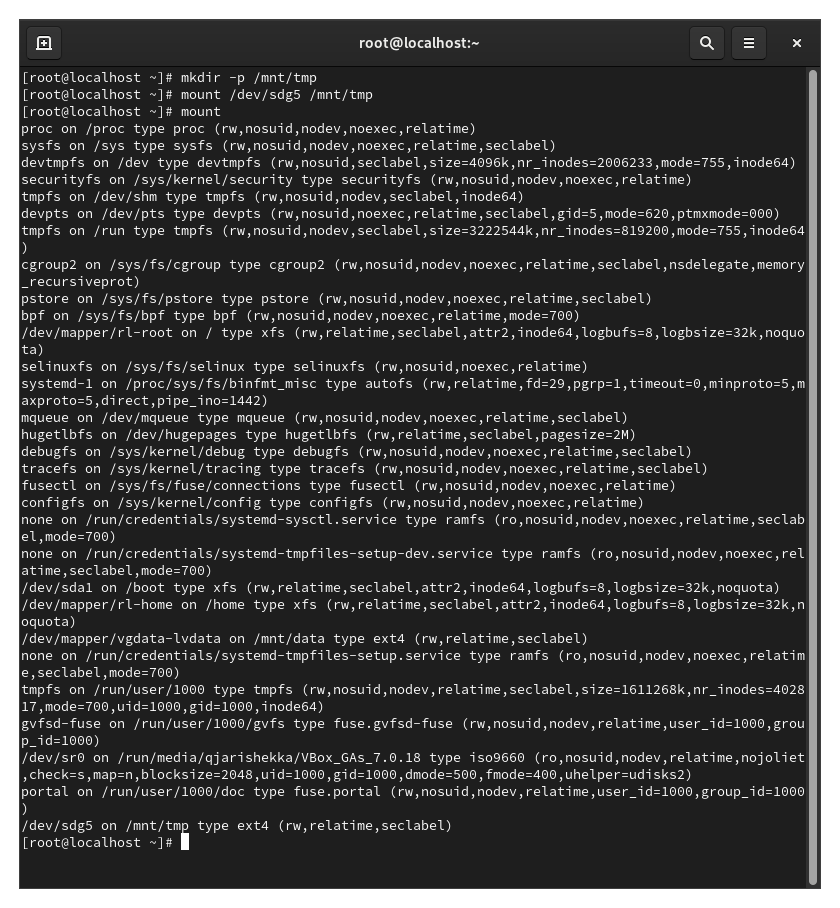 root@localhost:~
[root@localhost ~]# mkdir -p /mnt/tmp
[root@localhost ~]# mount /dev/sdg5 /mnt/tmp
[root@localhost ~]# mount
proc on /proc type proc (rw,nosuid,nodev,noexec,relatime)
sysfs on /sys type sysfs (rw,nosuid,nodev,noexec,relatime,seclabel)
devtmpfs on /dev type devtmpfs (rw,nosuid,seclabel,size=4096k,nr_inodes=2006233,mode=755,inode64)
securityfs on /sys/kernel/security type securityfs (rw,nosuid,nodev,noexec,relatime)
tmpfs on /dev/shm type tmpfs (rw,nosuid,nodev,seclabel,inode64)
devpts on /dev/pts type devpts (rw,nosuid,noexec,relatime,seclabel,gid=5,mode=620,ptmxmode=000)
tmpfs on /run type tmpfs (rw,nosuid,nodev,seclabel,size=3222544k,nr_inodes=819200,mode=755,inode64
)
cgroup2 on /sys/fs/cgroup type cgroup2 (rw,nosuid,nodev,noexec,relatime,seclabel,nsdelegate,memory
_recursiveprot)
pstore on /sys/fs/pstore type pstore (rw,nosuid,nodev,noexec,relatime,seclabel)
bpf on /sys/fs/bpf type bpf (rw,nosuid,nodev,noexec,relatime,mode=700)
/dev/mapper/rl-root on / type xfs (rw,relatime,seclabel,attr2,inode64,logbufs=8,logbsize=32k,noquo
ta)
selinuxfs on /sys/fs/selinux type selinuxfs (rw,nosuid,noexec,relatime)
systemd-1 on /proc/sys/fs/binfmt_misc type autofs (rw,relatime,fd=29,pgrp=1,timeout=0,minproto=5,m
axproto=5,direct,pipe_ino=1442)
mqueue on /dev/mqueue type mqueue (rw,nosuid,nodev,noexec,relatime,seclabel)
hugetlbfs on /dev/hugepages type hugetlbfs (rw,relatime,seclabel,pagesize=2M)
debugfs on /sys/kernel/debug type debugfs (rw,nosuid,nodev,noexec,relatime,seclabel)
tracefs on /sys/kernel/tracing type tracefs (rw,nosuid,nodev,noexec,relatime,seclabel)
fusectl on /sys/fs/fuse/connections type fusectl (rw,nosuid,nodev,noexec,relatime)
configfs on /sys/kernel/config type configfs (rw,nosuid,nodev,noexec,relatime)
none on /run/credentials/systemd-sysctl.service type ramfs (ro,nosuid,nodev,noexec,relatime,seclab
el,mode=700)
none on /run/credentials/systemd-tmpfiles-setup-dev.service type ramfs (ro,nosuid,nodev,noexec,rel
atime,seclabel,mode=700)
/dev/sda1 on /boot type xfs (rw,relatime,seclabel,attr2,inode64,logbufs=8,logbsize=32k,noquota)
/dev/mapper/rl-home on /home type xfs (rw,relatime,seclabel,attr2,inode64,logbufs=8,logbsize=32k,n
oquota)
/dev/mapper/vgdata-lvdata on /mnt/data type ext4 (rw,relatime,seclabel)
none on /run/credentials/systemd-tmpfiles-setup.service type ramfs (ro,nosuid,nodev,noexec,relatim
e,seclabel,mode=700)
tmpfs on /run/user/1000 type tmpfs (rw,nosuid,nodev,relatime,seclabel,size=1611268k,nr_inodes=4028
17,mode=700,uid=1000,gid=1000,inode64)
gvfsd-fuse on /run/user/1000/gvfs type fuse.gvfsd-fuse (rw,nosuid,nodev,relatime,user_id=1000,grou
p_id=1000)
/dev/sr0 on /run/media/qjarishekka/VBox_GAs_7.0.18 type iso9660 (ro,nosuid,nodev,relatime,nojoliet
,check=s,map=n,blocksize=2048,uid=1000,gid=1000,dmode=500,fmode=400,uhelper=udisks2)
portal on /run/user/1000/doc type fuse.portal (rw,nosuid,nodev,relatime,user_id=1000,group_id=1000
)
/dev/sdg5 on /mnt/tmp type ext4 (rw,relatime,seclabel)
[root@localhost ~]#